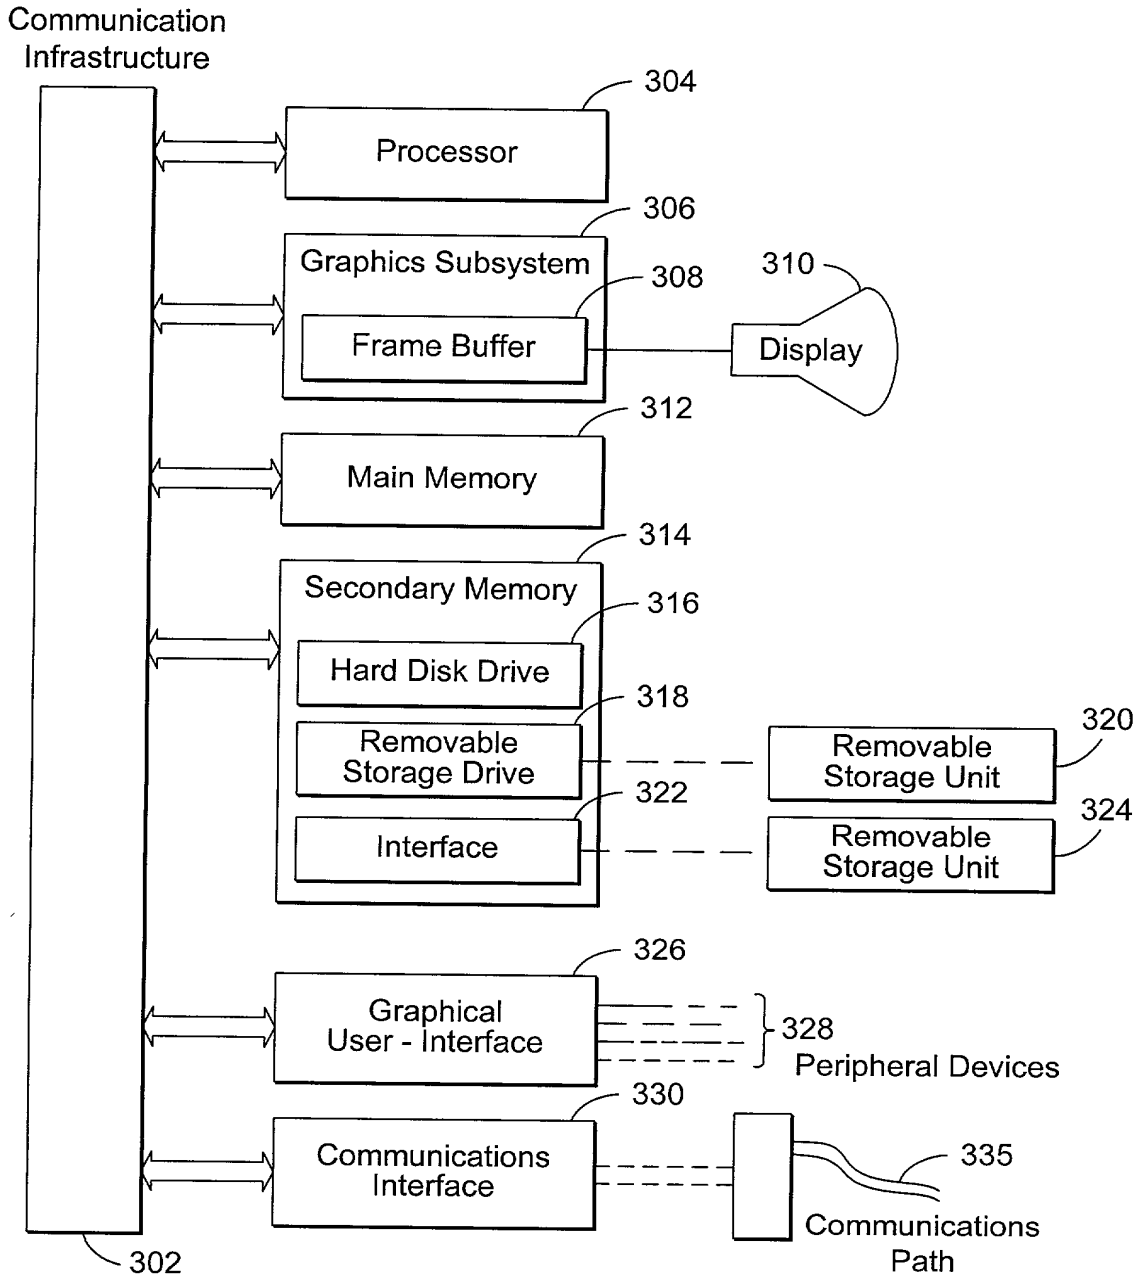 Communication
Infrastructure
304
Processor
306
Graphics Subsystem
308
Frame Buffer
310
Display
312
Main Memory
314
Secondary Memory
316
Hard Disk Drive
318
Removable
Storage Drive
320
Removable
Storage Unit
322
Interface
324
Removable
Storage Unit
326
Graphical
User - Interface
328
Peripheral Devices
330
Communications
Interface
335
Communications
Path
302